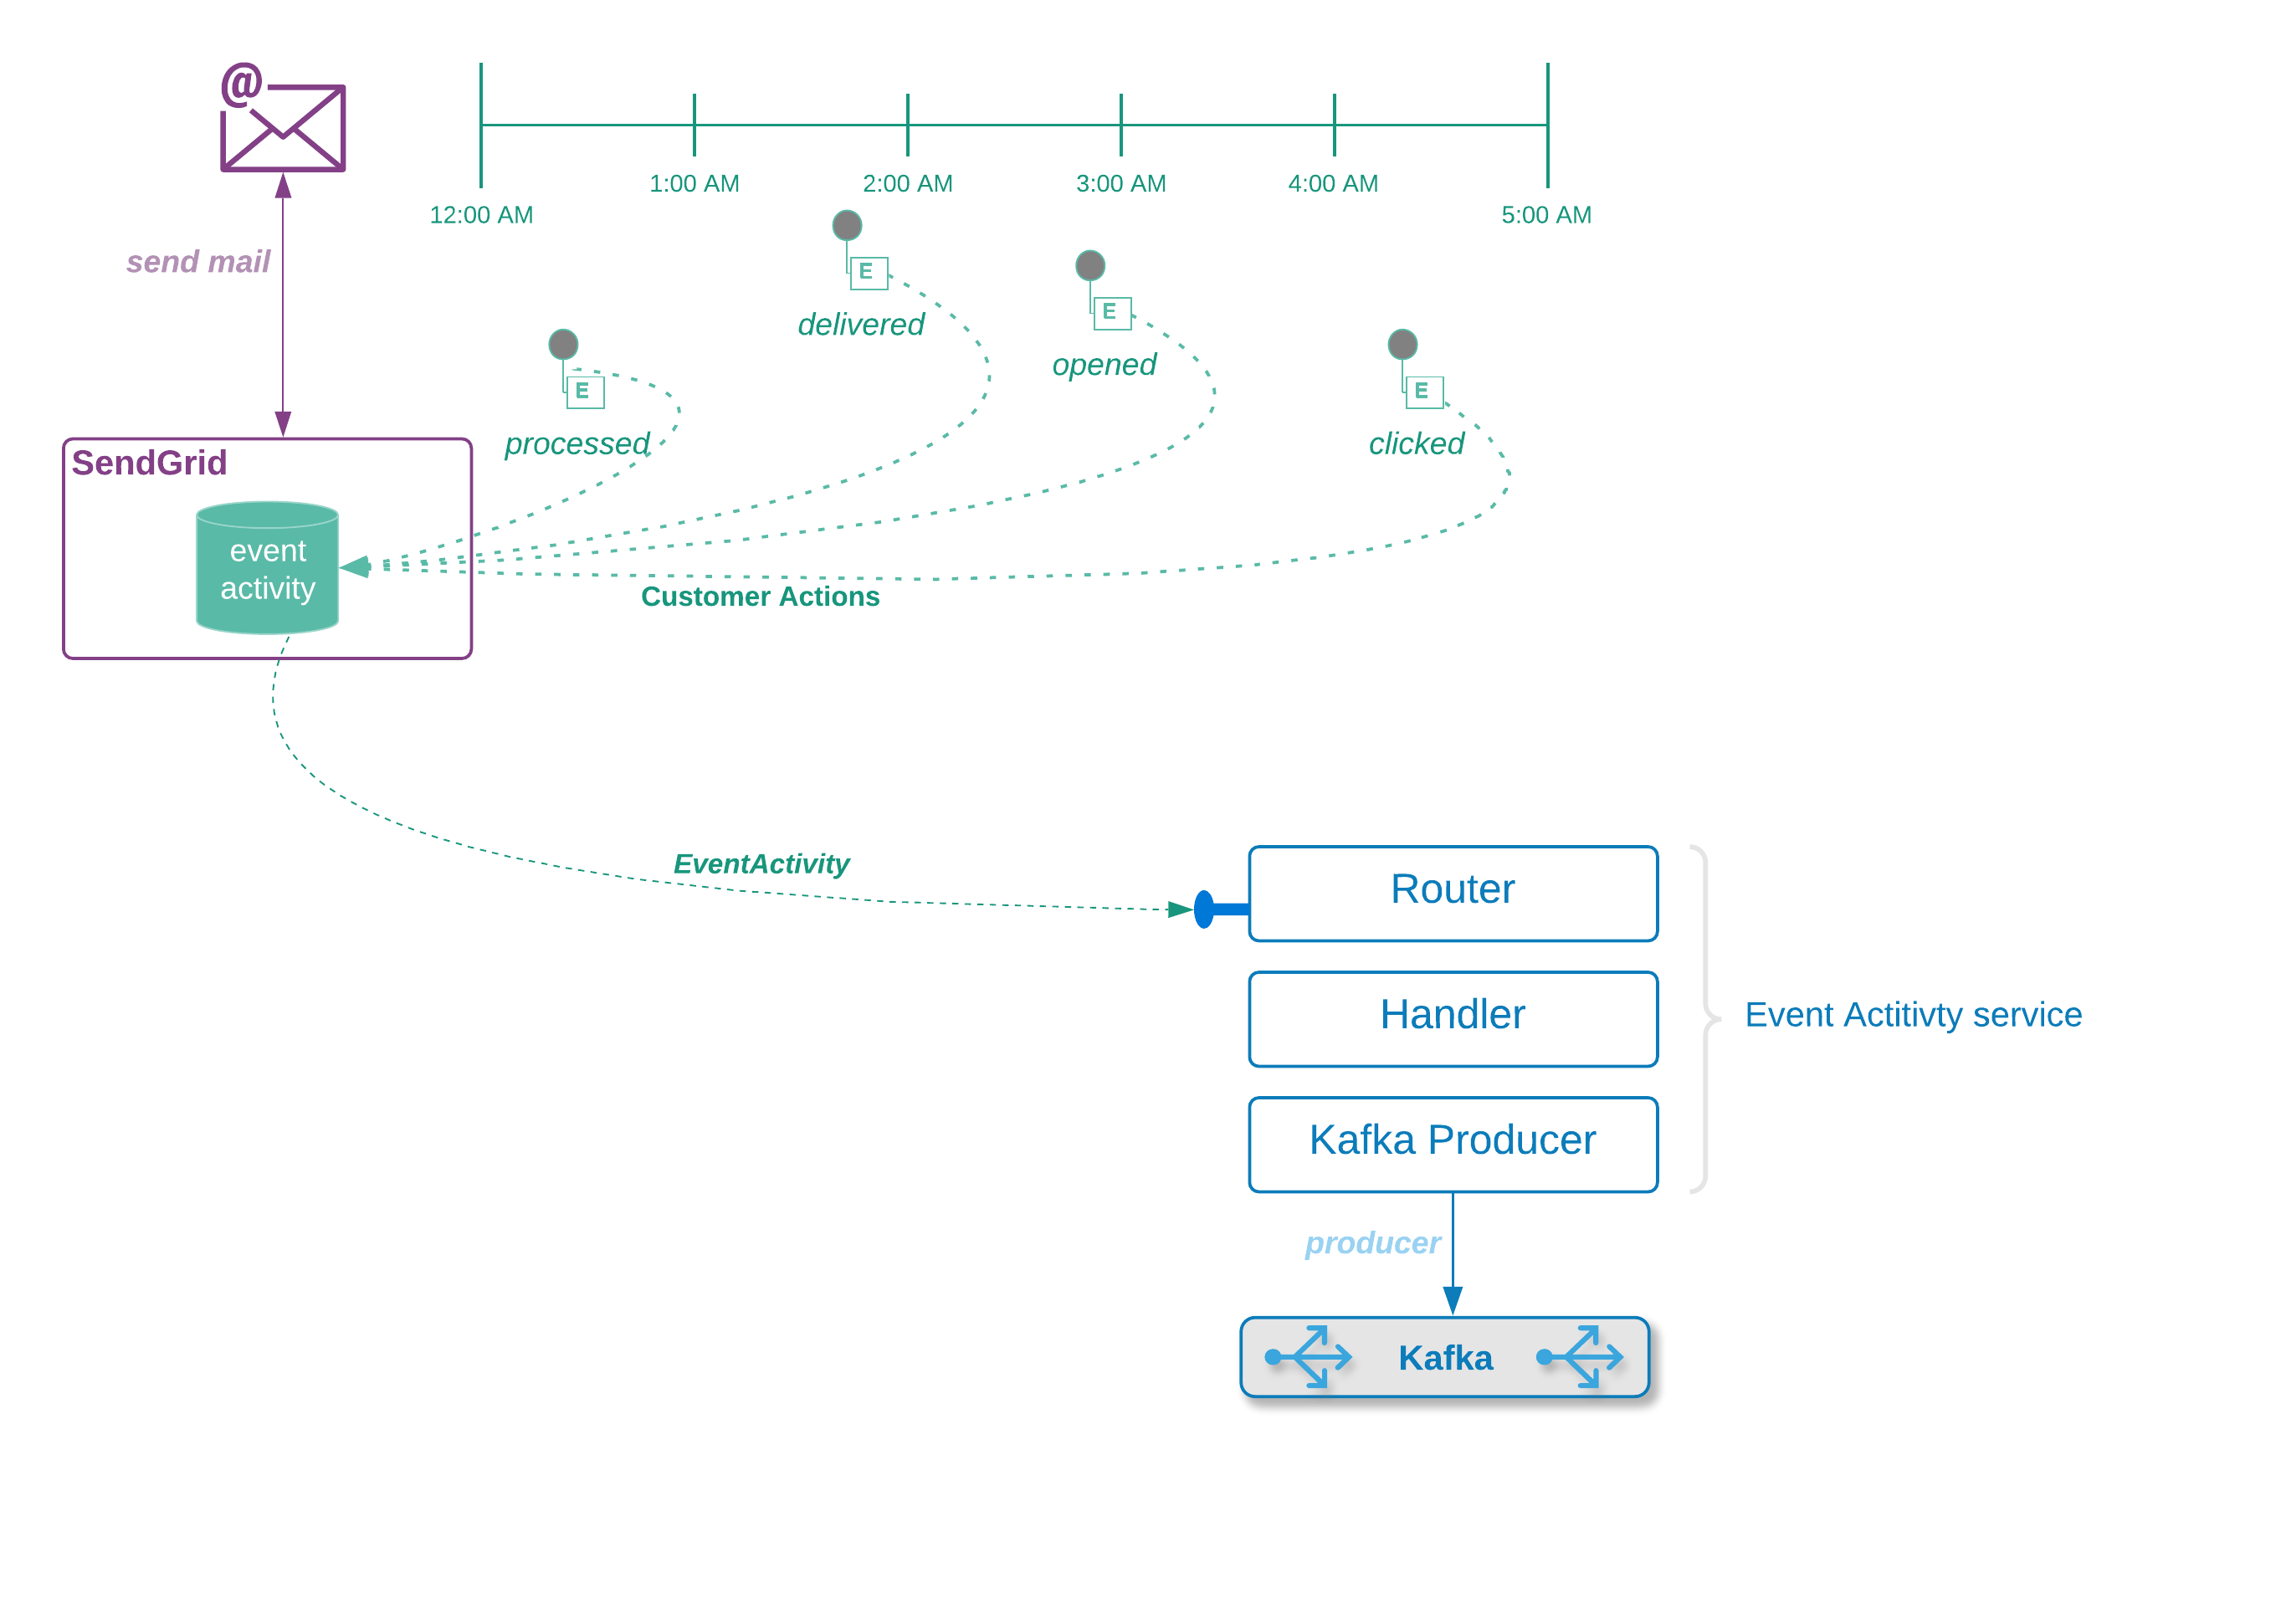 @
1:00 AM
2:00 AM
3:00 AM
4:00 AM
12:00 AM
5:00 AM
send mail
E
delivered
E
opened
E
processed
E
clicked
SendGrid
event
activity
Customer Actions
EventActivity
Router
Handler
Event Actitivty service
Kafka Producer
producer
Kafka